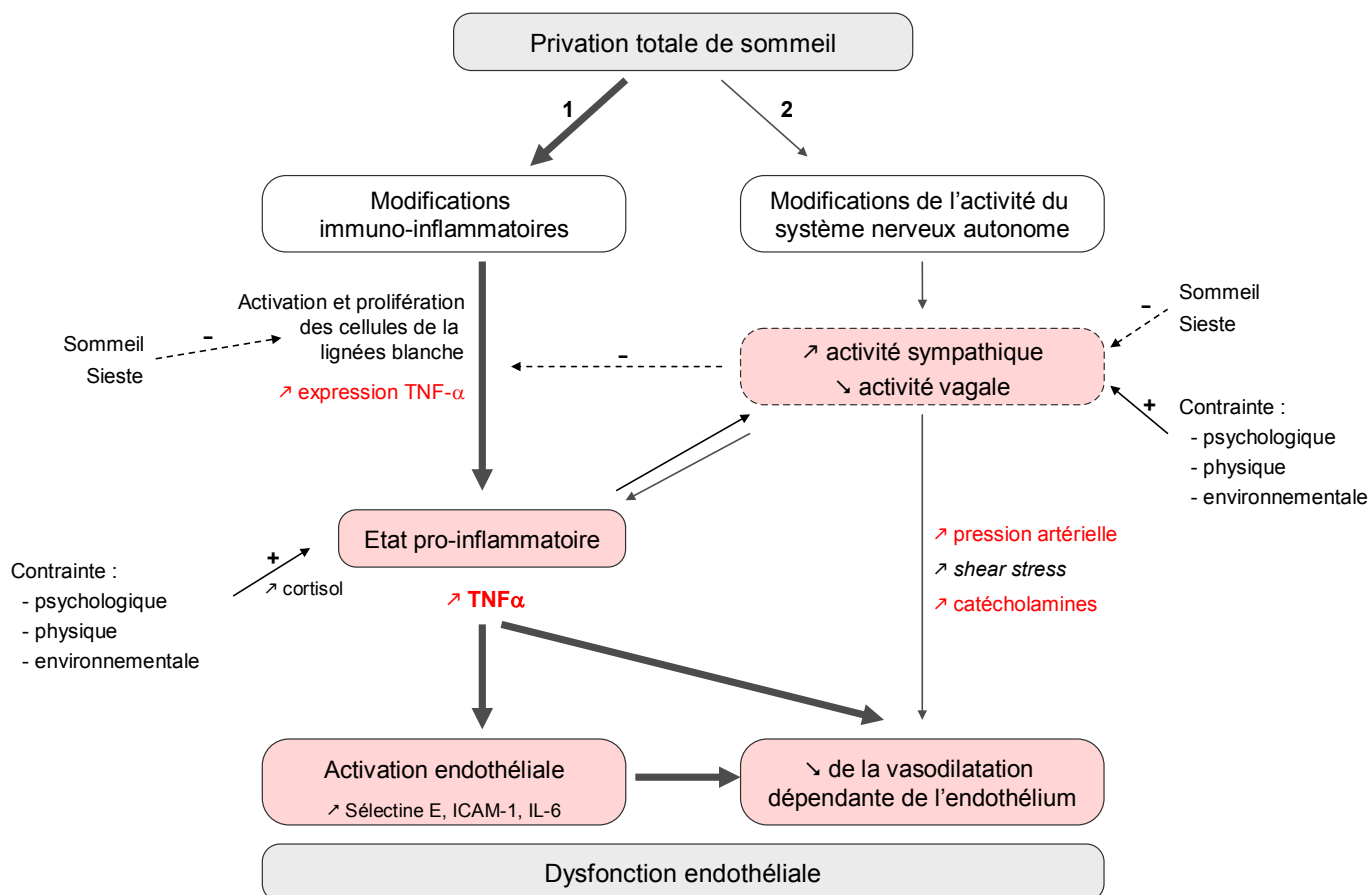 Privation totale de sommeil
1
2
Modifications
immuno-inflammatoires
Modifications de l’activité du
système nerveux autonome
Activation et prolifération
des cellules de la
lignées blanche
↗ expression TNF-α
Sommeil
Sieste
–
–
↗ activité sympathique
↘ activité vagale
Sommeil
Sieste
–
+
Contrainte :
- psychologique
- physique
- environnementale
Etat pro-inflammatoire
↗ TNFα
Contrainte :
- psychologique
- physique
- environnementale
+
↗ cortisol
↗ pression artérielle
↗ shear stress
↗ catécholamines
Activation endothéliale
↗ Sélectine E, ICAM-1, IL-6
↘ de la vasodilatation
dépendante de l’endothélium
Dysfonction endothéliale